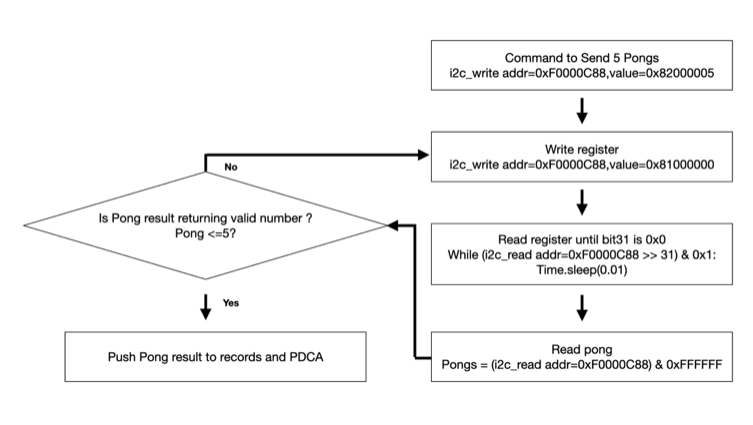 Command to Send 5 Pongs
i2c_write addr=0xF0000C88,value=0x82000005
Write register
i2c_write addr=0xF0000C88,value=0x81000000
No
Is Pong result returning valid number ?
Pong <=5?
Read register until bit31 is 0x0
While (i2c_read addr=0xF0000C88 >> 31) & 0x1:
Time.sleep(0.01)
Yes
Push Pong result to records and PDCA
Read pong
Pongs = (i2c_read addr=0xF0000C88) & 0xFFFFFF